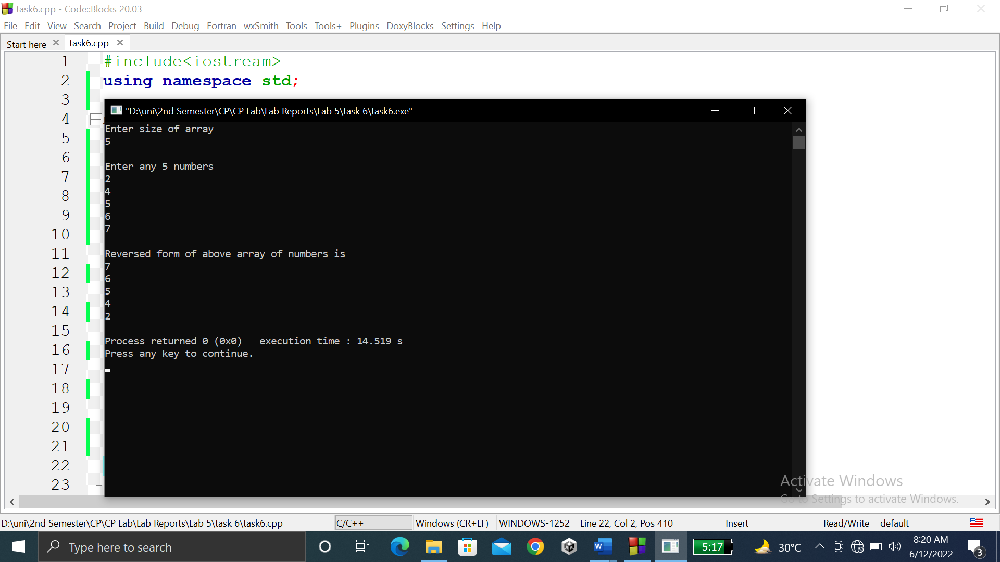 task6.cpp - Code::Blocks 20.03
File Edit View Search Project Build Debug Fortran wxSmith Tools Tools+ Plugins DoxyBlocks Settings Help
Start here task6.cpp
1 #include<iostream>
2 using namespace std;
3
4
5
6
7
8
9
10
11
12
13
14
15
16
17
18
19
20
21
22
23
"D:\uni\2nd Semester\CP\CP Lab\Lab Reports\Lab 5\task 6\task6.exe"
Enter size of array
5
Enter any 5 numbers
2
4
5
6
7
Reversed form of above array of numbers is
7
6
5
4
2
Process returned 0 (0x0)   execution time : 14.519 s
Press any key to continue.
Activate Windows
Go to Settings to activate Windows.
D:\uni\2nd Semester\CP\CP Lab\Lab Reports\Lab 5\task 6\task6.cpp C/C++ Windows (CR+LF) WINDOWS-1252 Line 22, Col 2, Pos 410 Insert Read/Write default
Type here to search 5:17 30°C 8:20 AM
6/12/2022 3